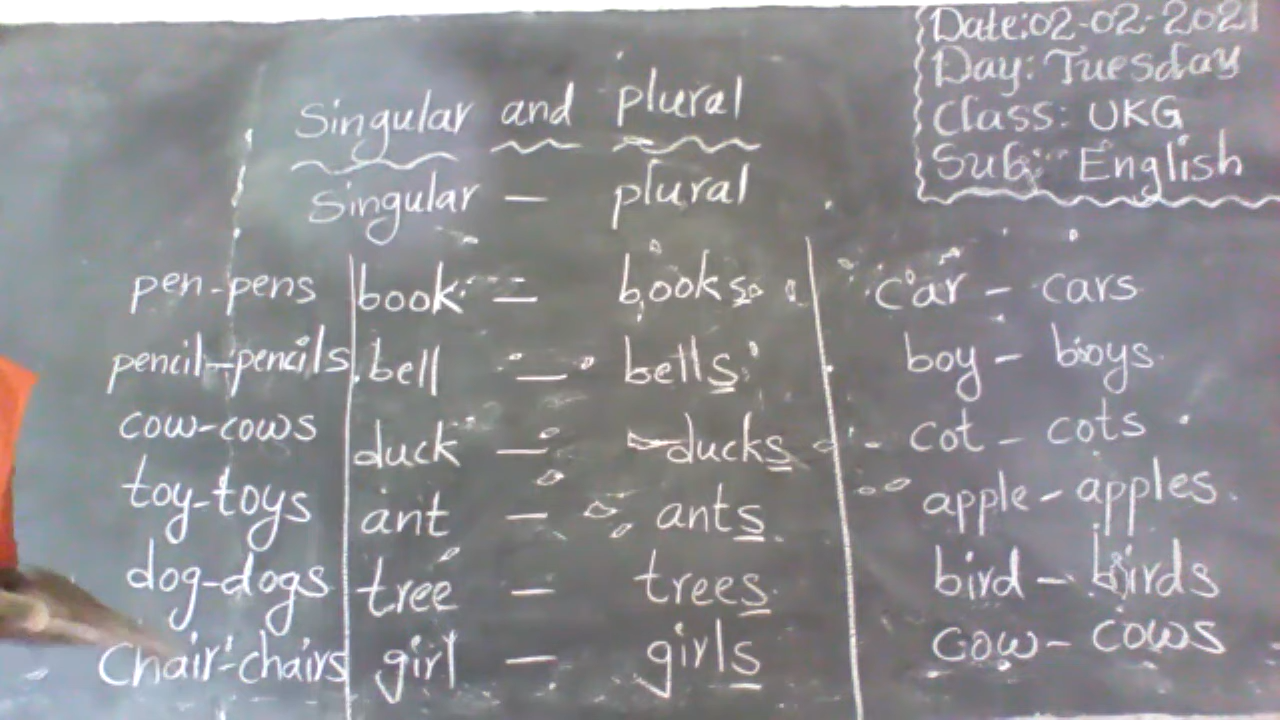 Date:02-02-2021
Day: Tuesday
Class: UKG
Sub: English
Singular and plural
Singular - plural
pen-pens
pencil-pencils
cow-cows
toy-toys
dog-dogs
Chair-chairs
book - books
bell - bells
duck - ducks
ant - ants
tree - trees
girl - girls
car - cars
boy - boys
cot - cots
apple - apples
bird - birds
cow - cows